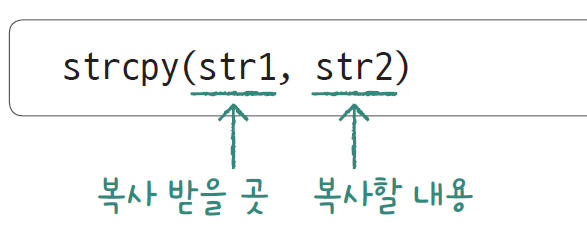 strcpy(str1, str2)
복사 받을 곳 복사할 내용